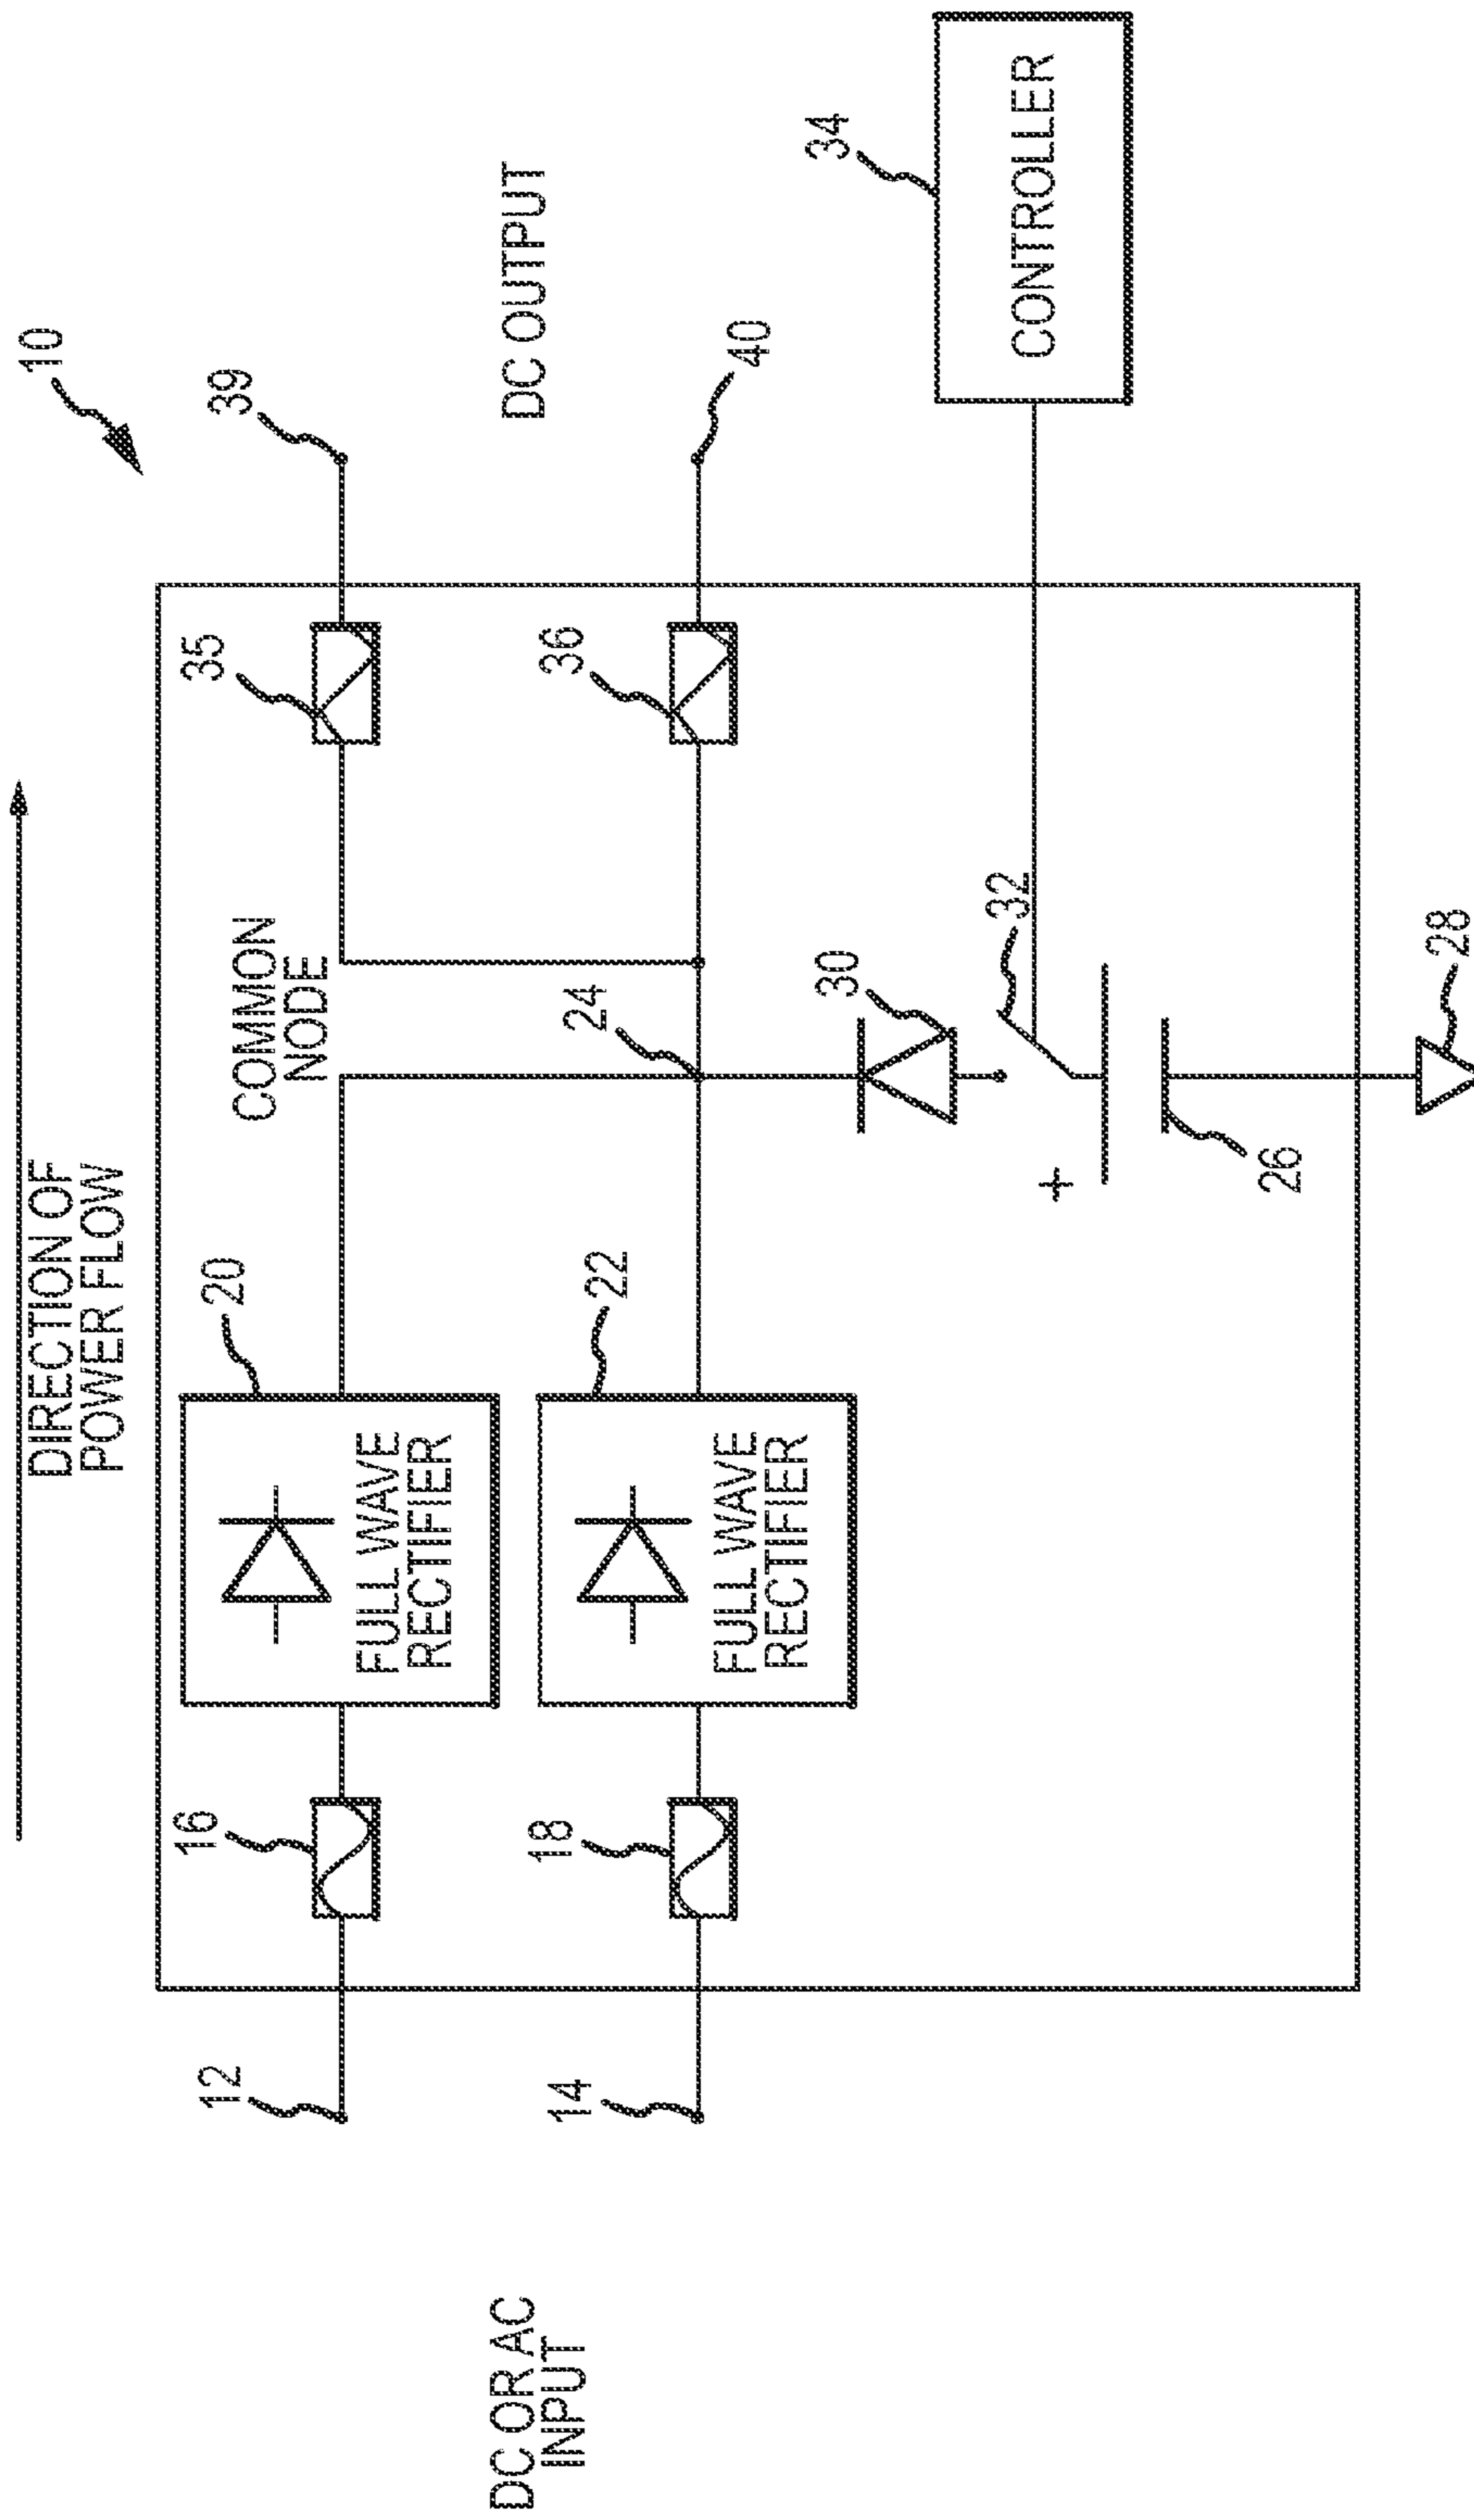 DIRECTION OF
POWER FLOW
10
DC OR AC
INPUT
12
14
16
18
20
FULL WAVE
RECTIFIER
22
FULL WAVE
RECTIFIER
COMMON
NODE
24
30
32
+
26
28
35
36
39
40
DC OUTPUT
34
CONTROLLER